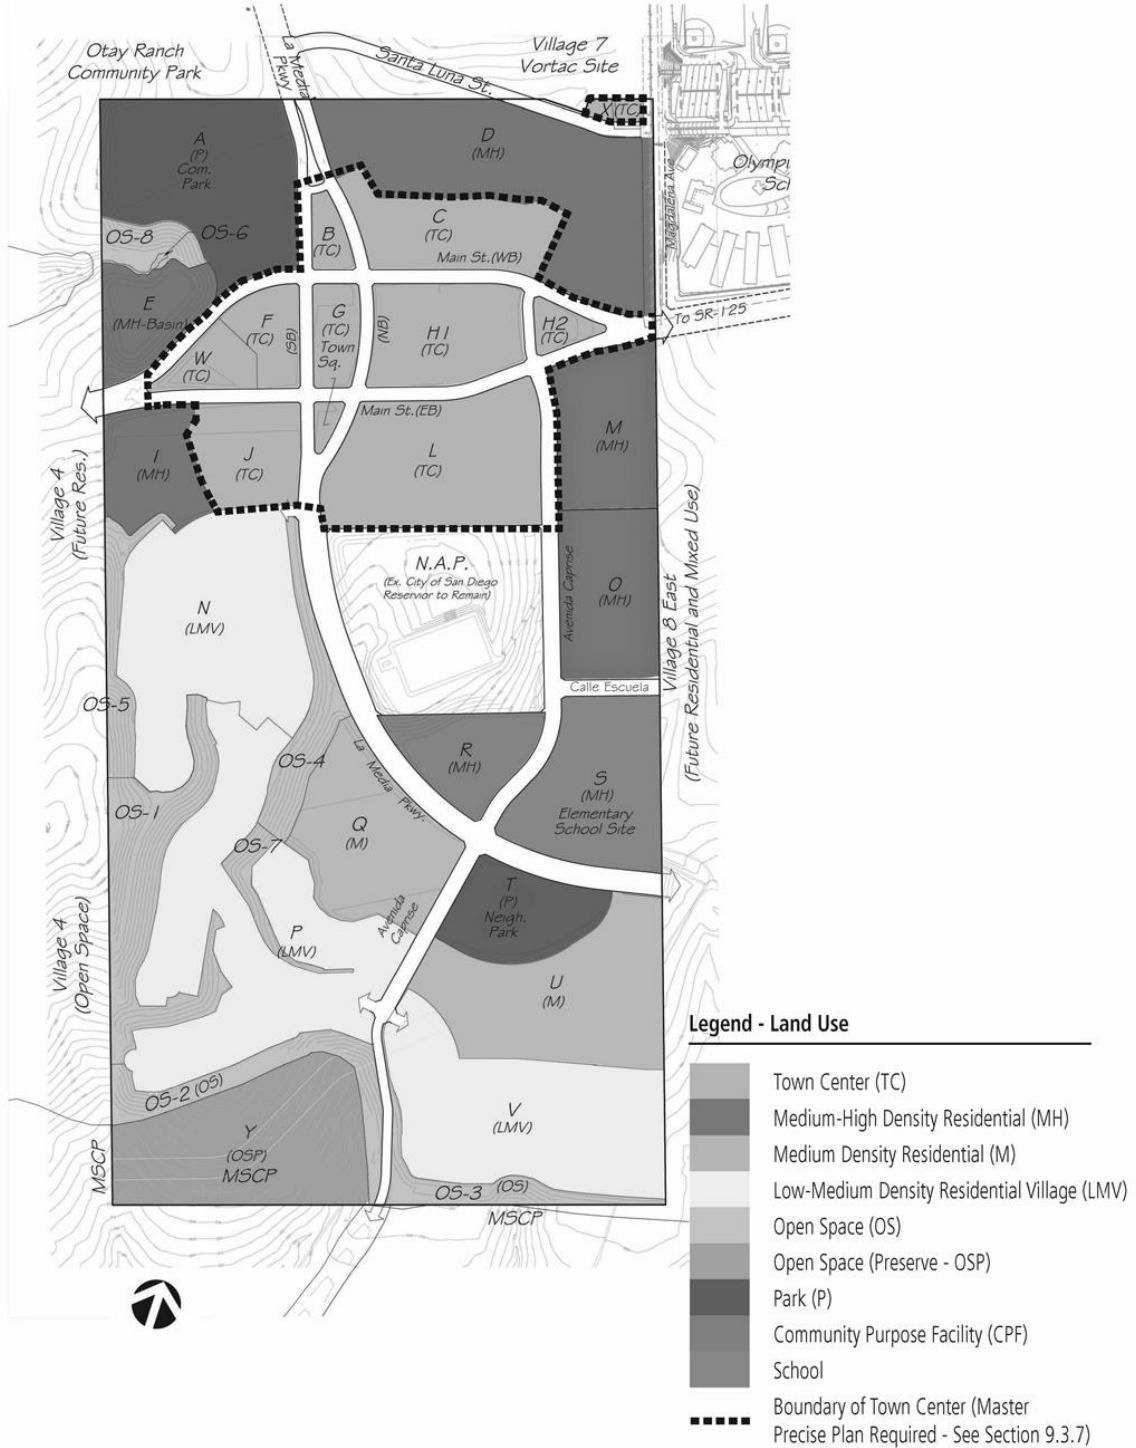 Otay Ranch
Community Park
La Media
Pkwy
Santa Luna St.
Village 7
Vortac Site
X (TC)
A
(P)
Com.
Park
D
(MH)
Magdalena Ave
OS-8
OS-6
B
(TC)
C
(TC)
Main St.(WB)
E
(MH-Basin)
F
(TC)
(SB)
G
(TC)
Town
Sq.
(NB)
H1
(TC)
H2
(TC)
To SR-125
W
(TC)
Main St.(EB)
I
(MH)
J
(TC)
L
(TC)
M
(MH)
Village 4
(Future Res.)
N.A.P.
(Ex. City of San Diego
Reservior to Remain)
Avenida Caprise
O
(MH)
Village 8 East
(Future Residential and Mixed Use)
N
(LMV)
Calle Escuela
OS-5
OS-4
La Media Pkwy.
R
(MH)
S
(MH)
Elementary
School Site
OS-1
OS-7
Q
(M)
T
(P)
Neigh.
Park
Avenida
Caprise
P
(LMV)
U
(M)
Village 4
(Open Space)
OS-2 (OS)
V
(LMV)
Y
(OSP)
MSCP
MSCP
OS-3 (OS)
MSCP
Legend - Land Use
Town Center (TC)
Medium-High Density Residential (MH)
Medium Density Residential (M)
Low-Medium Density Residential Village (LMV)
Open Space (OS)
Open Space (Preserve - OSP)
Park (P)
Community Purpose Facility (CPF)
School
Boundary of Town Center (Master
Precise Plan Required - See Section 9.3.7)